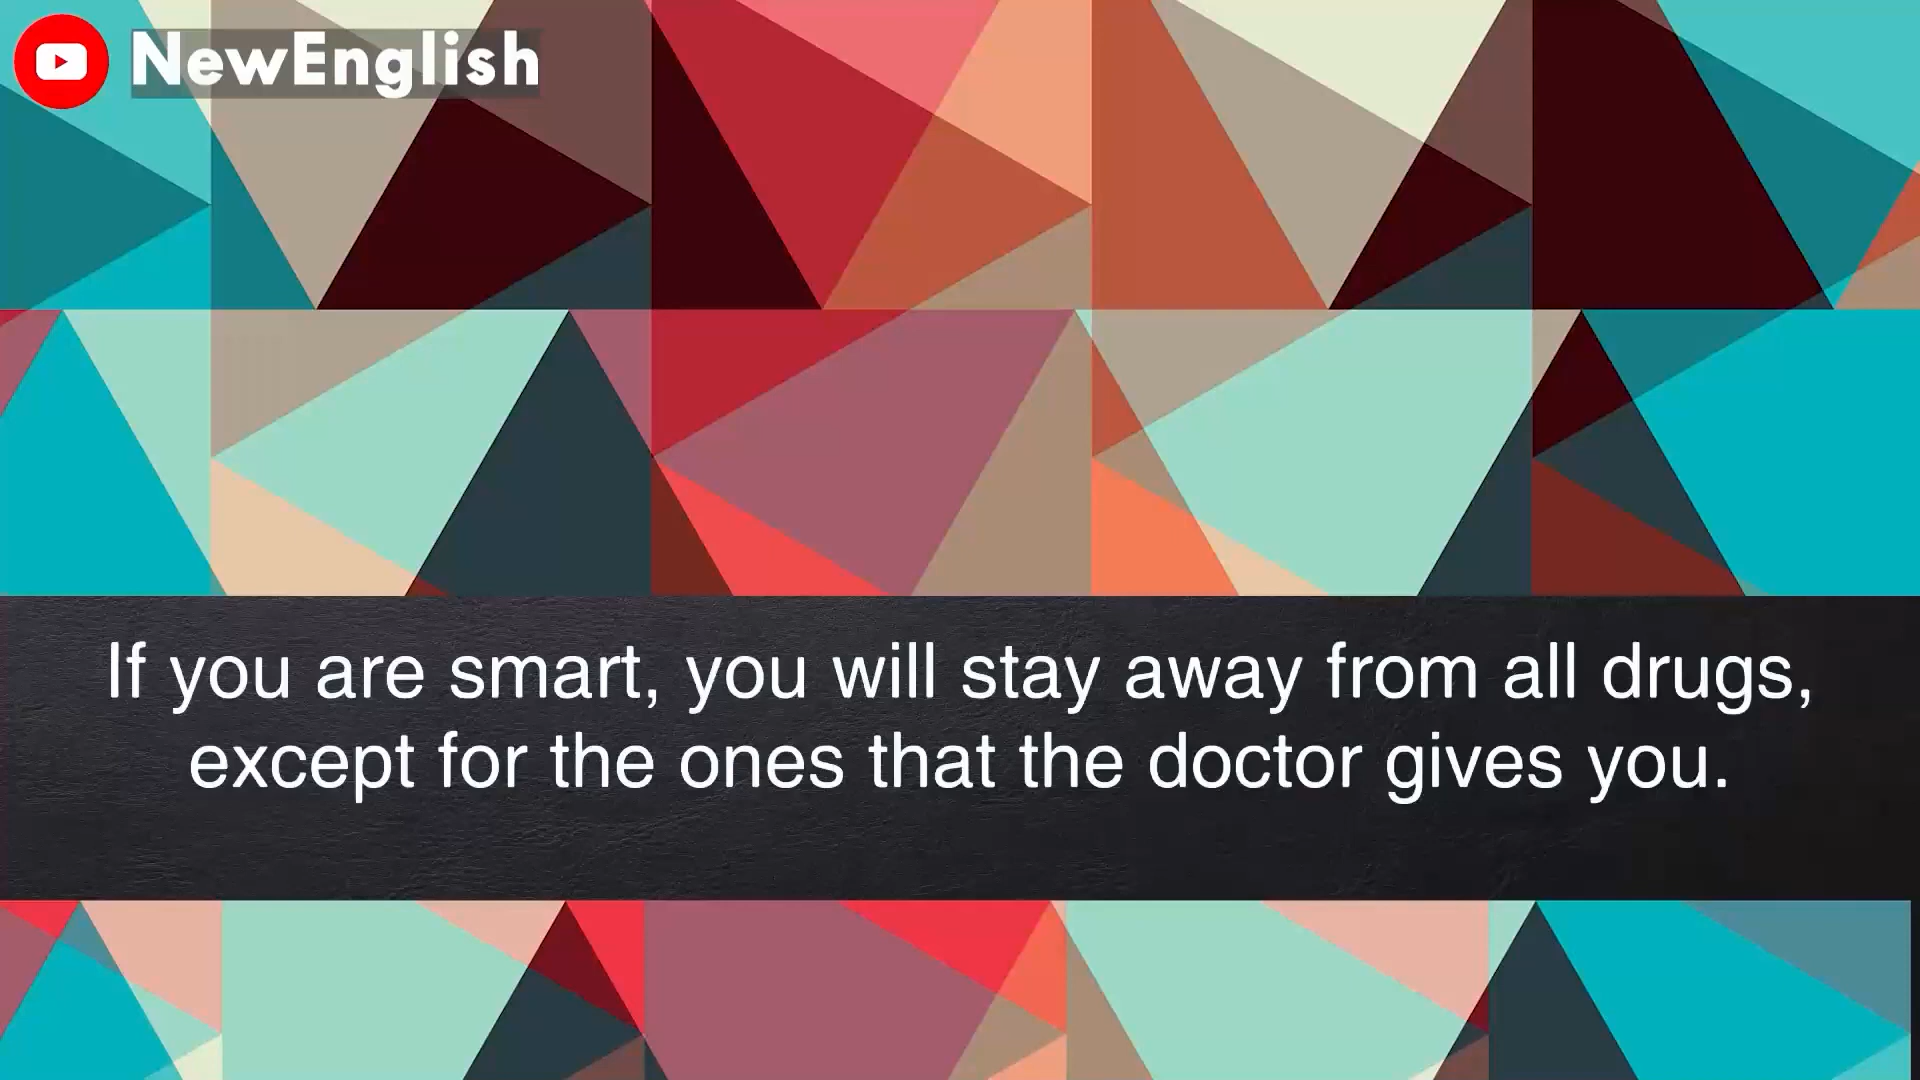 NewEnglish
If you are smart, you will stay away from all drugs,
except for the ones that the doctor gives you.